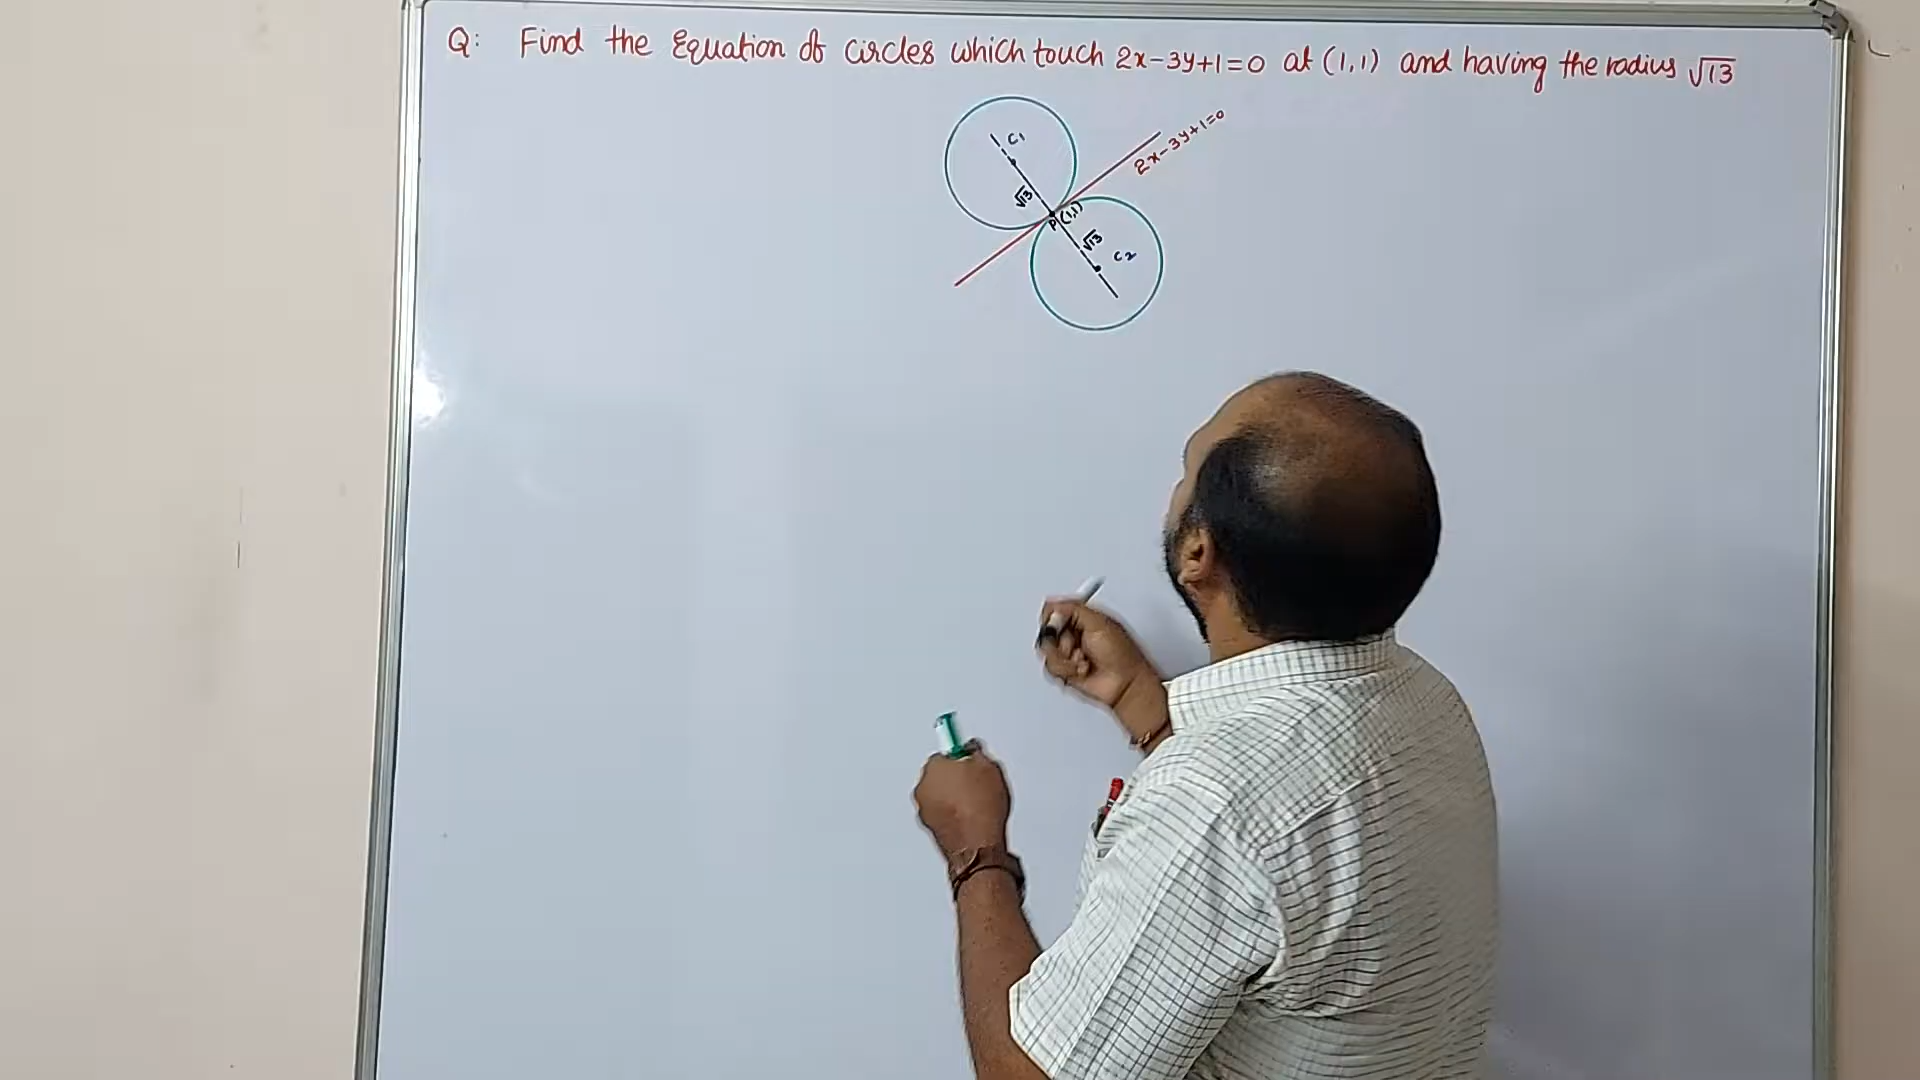 Q: Find the Equation of circles which touch 2x-3y+1=0 at (1,1) and having the radius √13
C1
2x-3y+1=0
√13
P (1,1)
√13
C2